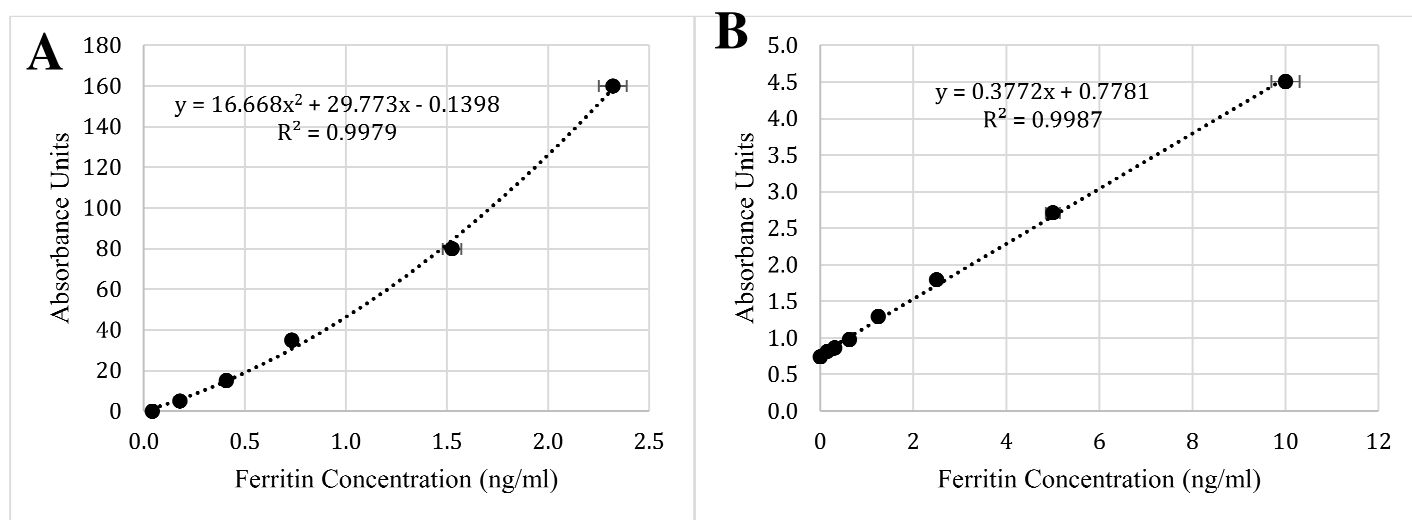 A
180
160
140
120
100
80
60
40
20
0
y = 16.668x² + 29.773x - 0.1398
R² = 0.9979
Absorbance Units
0.0 0.5 1.0 1.5 2.0 2.5
Ferritin Concentration (ng/ml)
B
5.0
4.5
4.0
3.5
3.0
2.5
2.0
1.5
1.0
0.5
0.0
y = 0.3772x + 0.7781
R² = 0.9987
Absorbance Units
0 2 4 6 8 10 12
Ferritin Concentration (ng/ml)